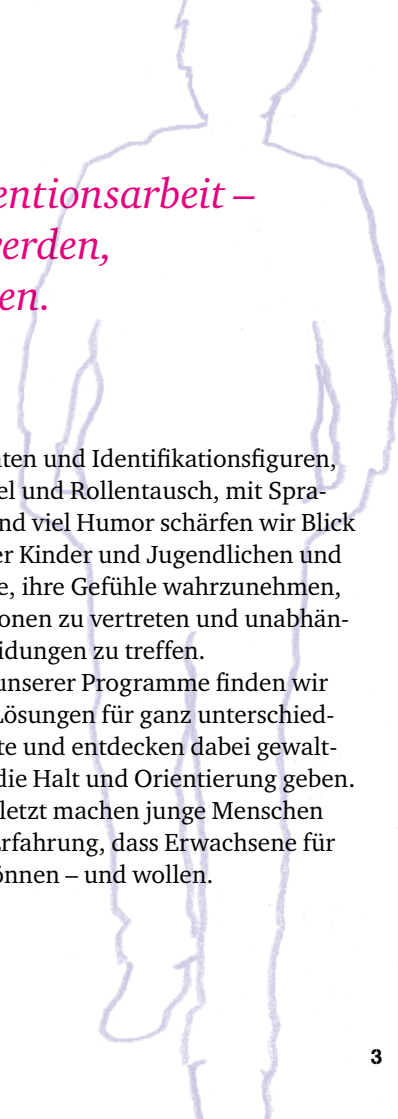 entionsarbeit –
erden,
en.
ten und Identifikationsfiguren,
el und Rollentausch, mit Spra-
nd viel Humor schärfen wir Blick
er Kinder und Jugendlichen und
e, ihre Gefühle wahrzunehmen,
onen zu vertreten und unabhän-
eidungen zu treffen.
unserer Programme finden wir
Lösungen für ganz unterschied-
te und entdecken dabei gewalt-
die Halt und Orientierung geben.
letzt machen junge Menschen
Erfahrung, dass Erwachsene für
önnen – und wollen.
3